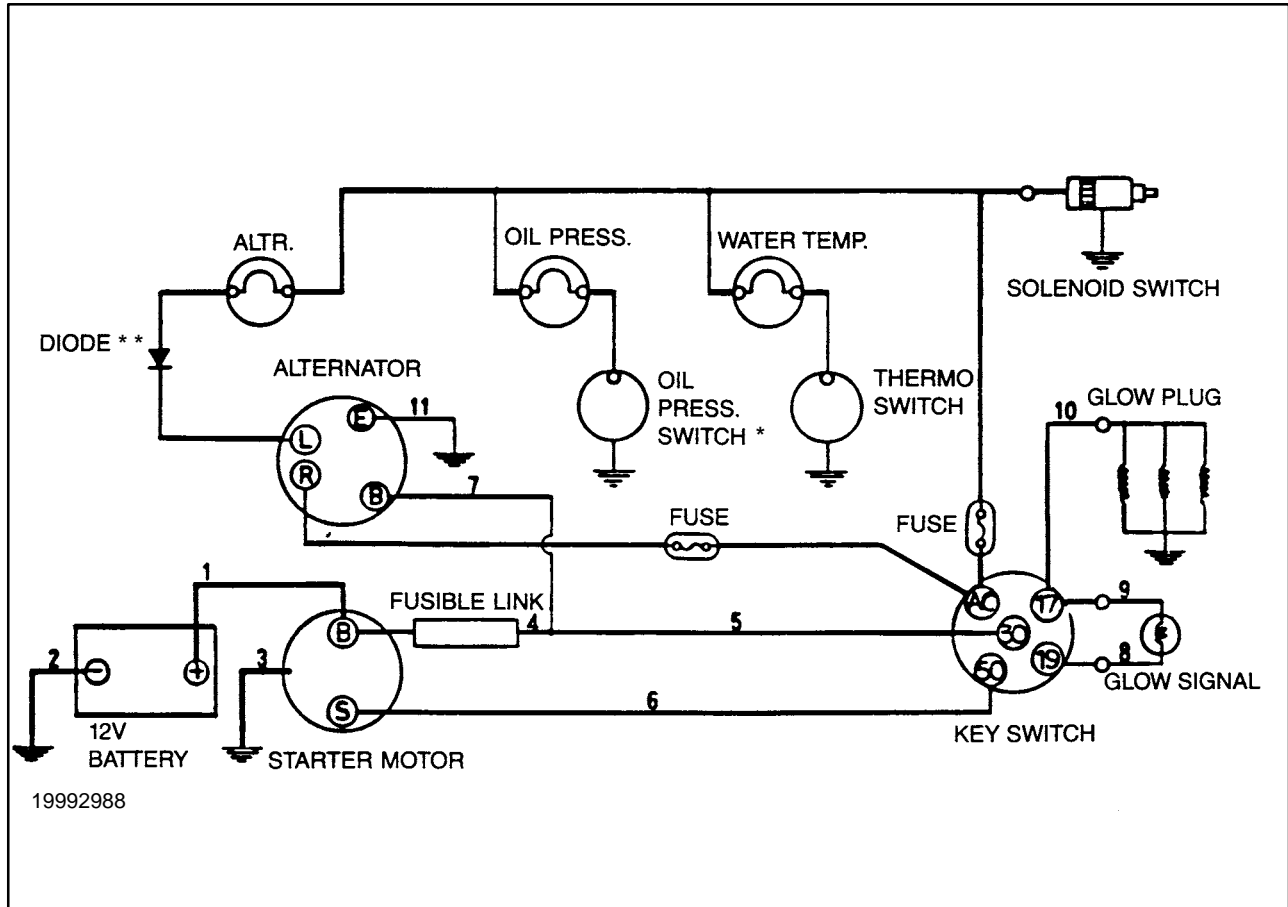 ALTR.
OIL PRESS.
WATER TEMP.
SOLENOID SWITCH
DIODE * *
ALTERNATOR
OIL
PRESS.
SWITCH *
THERMO
SWITCH
GLOW PLUG
10
E
11
L
R
B
7
FUSE
FUSE
1
FUSIBLE LINK
AC
17
9
B
4
5
30
2
3
50
19
8
GLOW SIGNAL
S
6
KEY SWITCH
12V
BATTERY
STARTER MOTOR
19992988